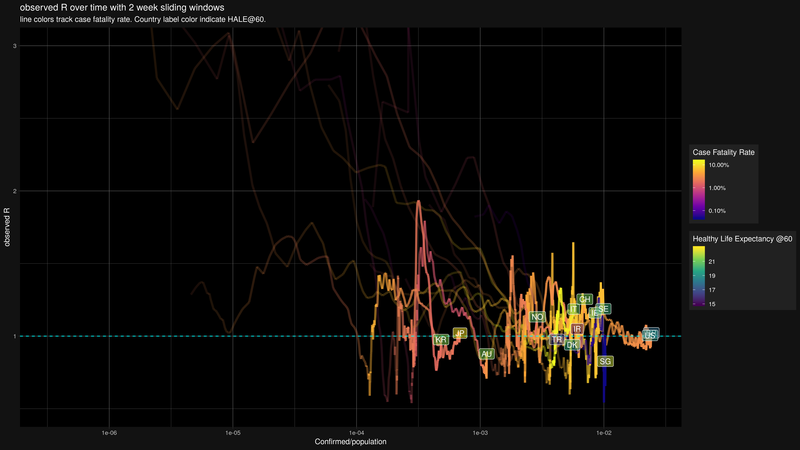 observed R over time with 2 week sliding windows
line colors track case fatality rate. Country label color indicate HALE@60.
3
2
1
observed R
NO
CH
SE
KR
JP
IR
US
TR
DK
AU
SG
1e-06
1e-05
1e-04
1e-03
1e-02
Confirmed/population
Case Fatality Rate
10.00%
1.00%
0.10%
Healthy Life Expectancy @60
21
19
17
15